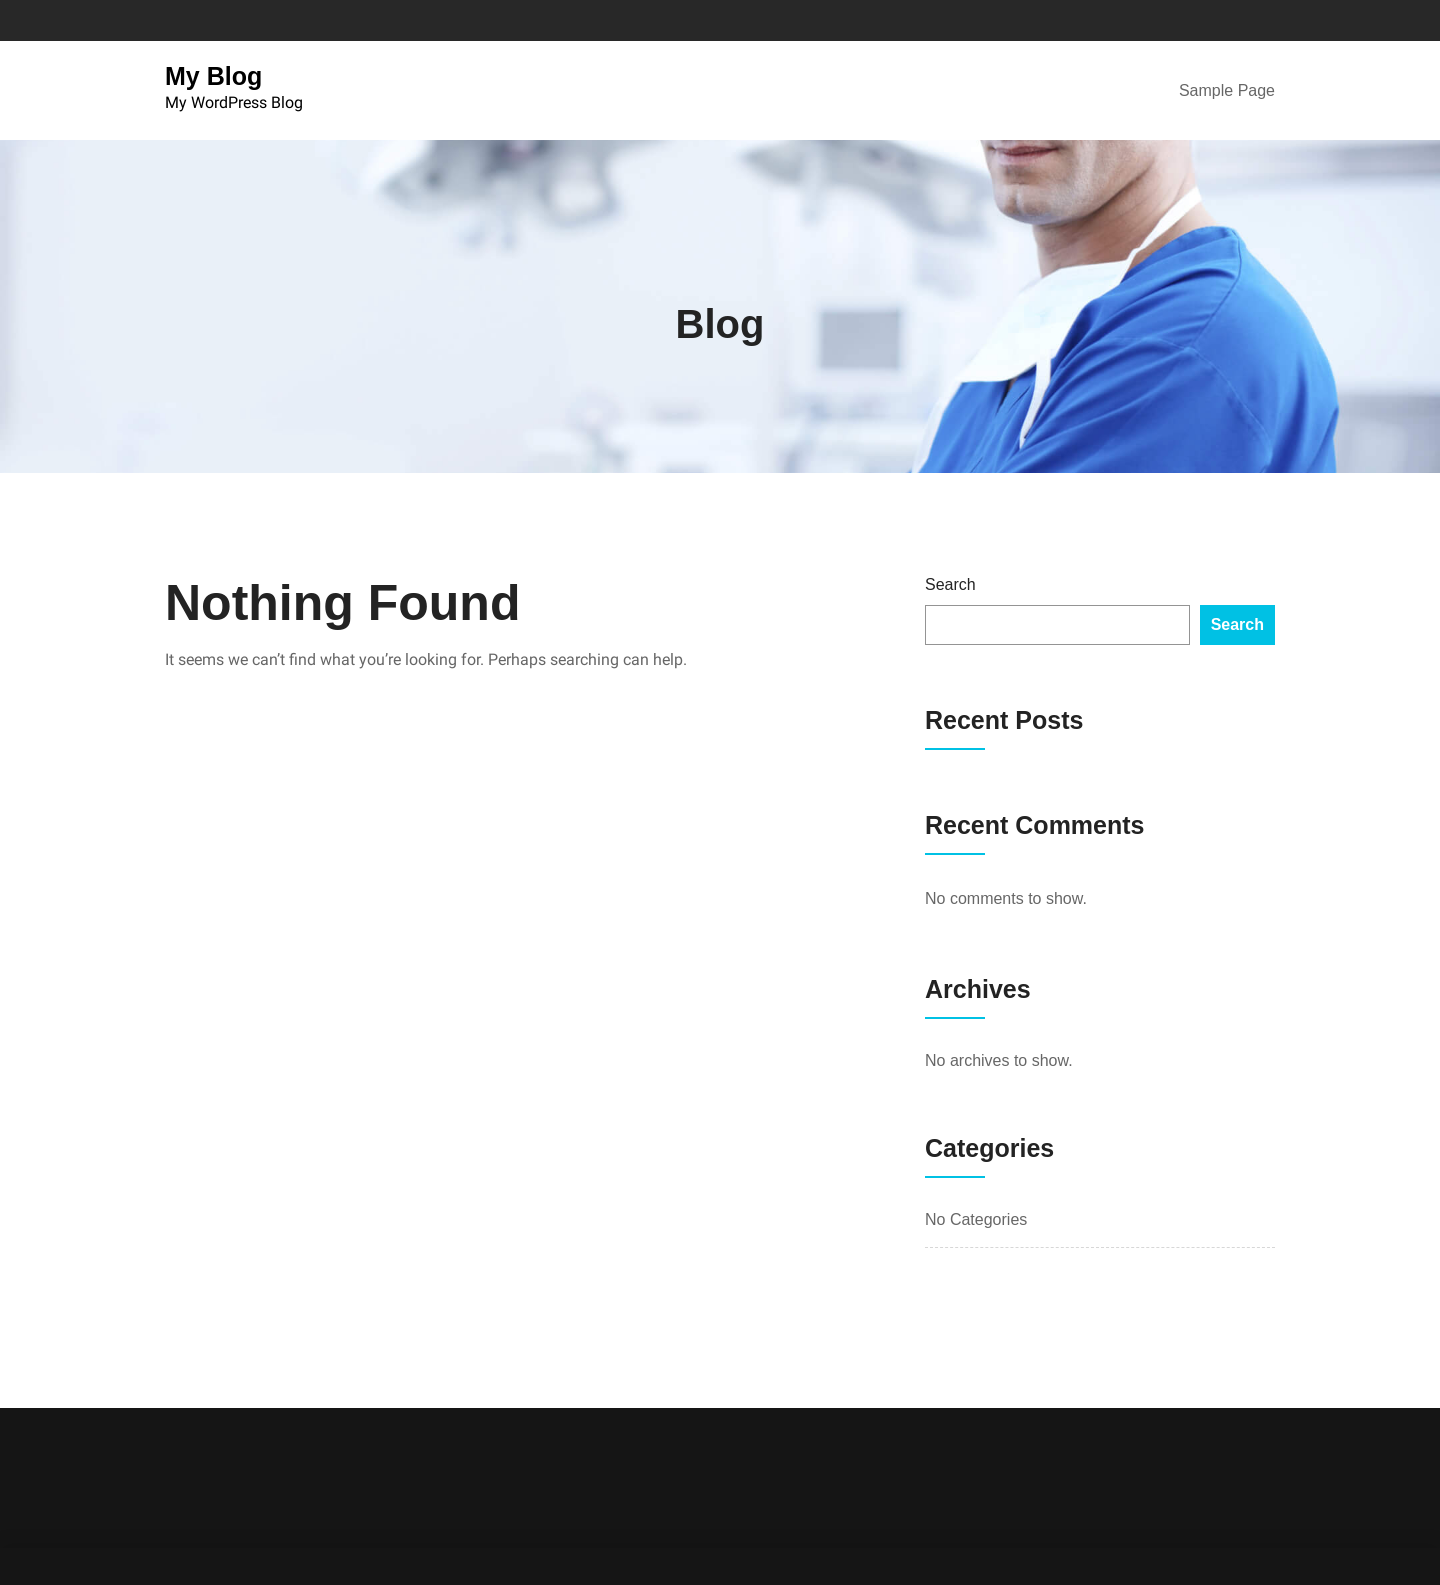 My Blog
My WordPress Blog
Sample Page
Blog
Nothing Found
It seems we can’t find what you’re looking for. Perhaps searching can help.
Search
Search
Recent Posts
Recent Comments
No comments to show.
Archives
No archives to show.
Categories
No Categories